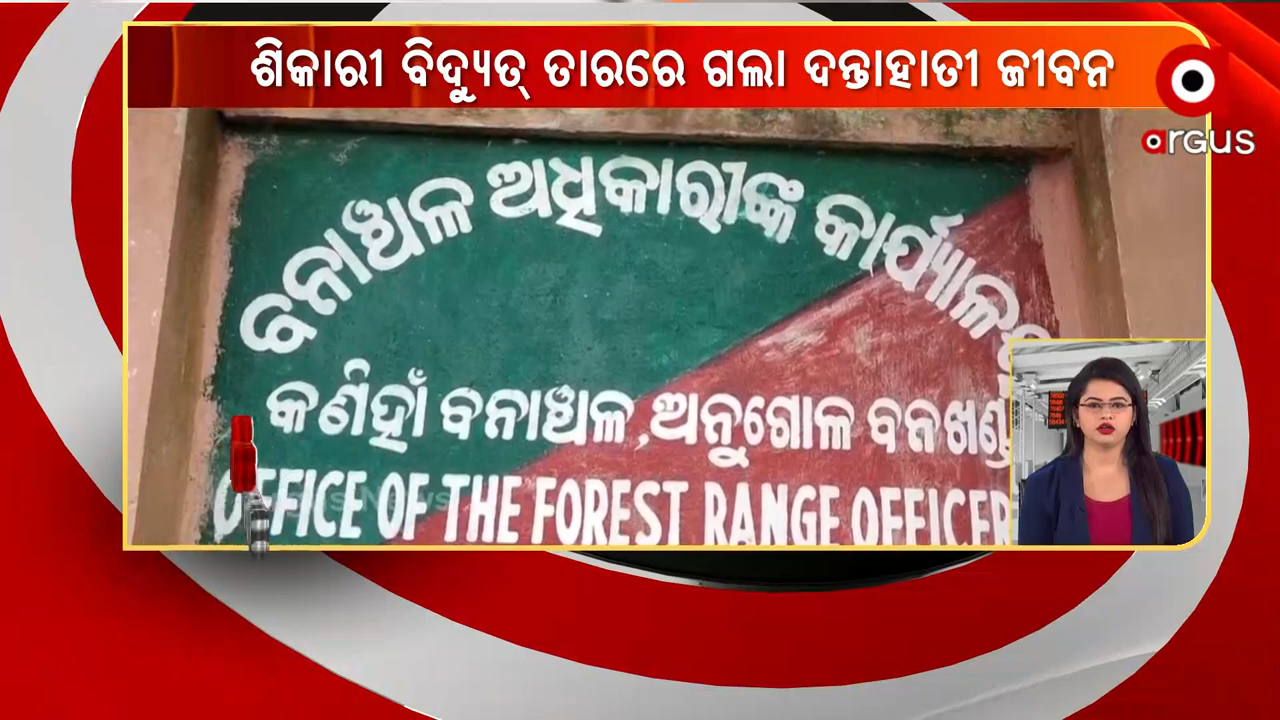 ଶିକାରୀ ବିଦ୍ୟୁତ୍ ତାରରେ ଗଲା ଦନ୍ତାହାତୀ ଜୀବନ
argus
ବନାଞ୍ଚଳ ଅଧିକାରୀଙ୍କ କାର୍ଯ୍ୟାଳୟ
କଣିହାଁ ବନାଞ୍ଚଳ, ଅନୁଗୋଳ ବନଖଣ୍ଡ
OFFICE OF THE FOREST RANGE OFFICER